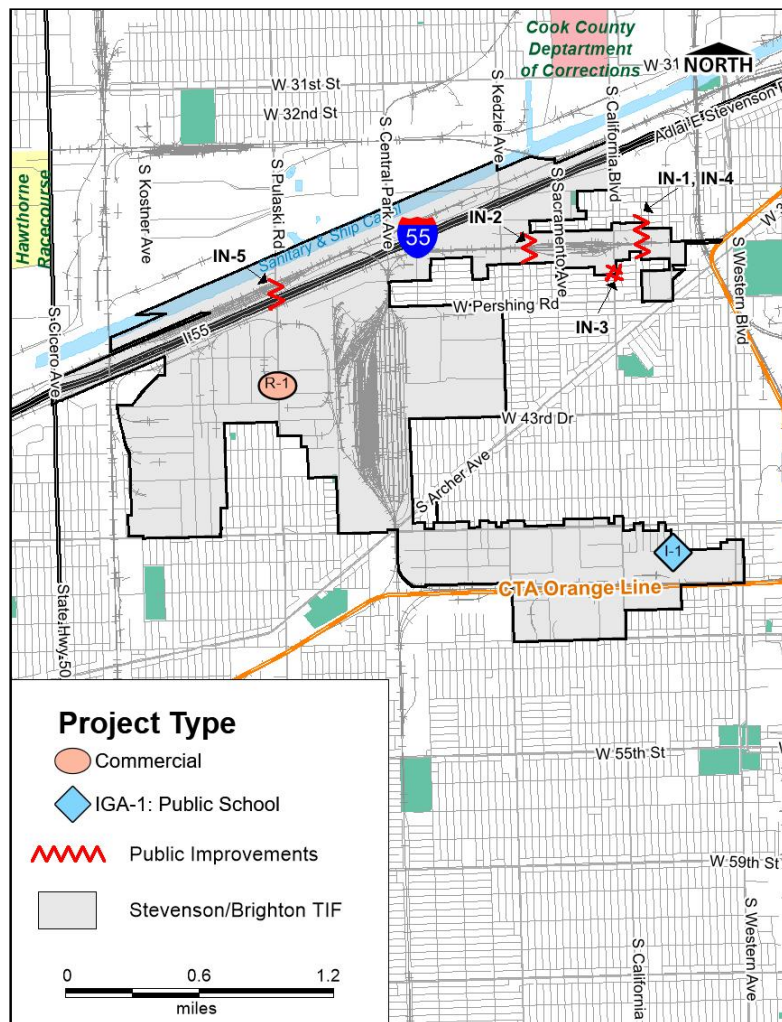 Cook County
Deptartment
of Corrections
W 31
NORTH
W 31st St
W 32nd St
S Kedzie Ave
S California Blvd
Adlai E Stevenson
S Central Park Ave
S Kostner Ave
S Pulaski Rd
Hawthorne
Racecourse
Sanitary & Ship Canal
55
S Sacramento Ave
IN-1, IN-4
IN-2
IN-5
IN-3
W 3
S Western Blvd
W Pershing Rd
I 55
S Cicero Ave
R-1
W 43rd Dr
S Archer Ave
I-1
CTA Orange Line
State Hwy 50
Project Type
Commercial
IGA-1: Public School
Public Improvements
Stevenson/Brighton TIF
0 0.6 1.2
miles
W 55th St
W 59th St
S California
S Western Ave